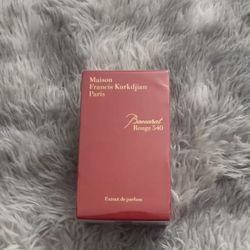 Maison
Francis Kurkdjian
Paris
Baccarat
Rouge 540
Extrait de parfum